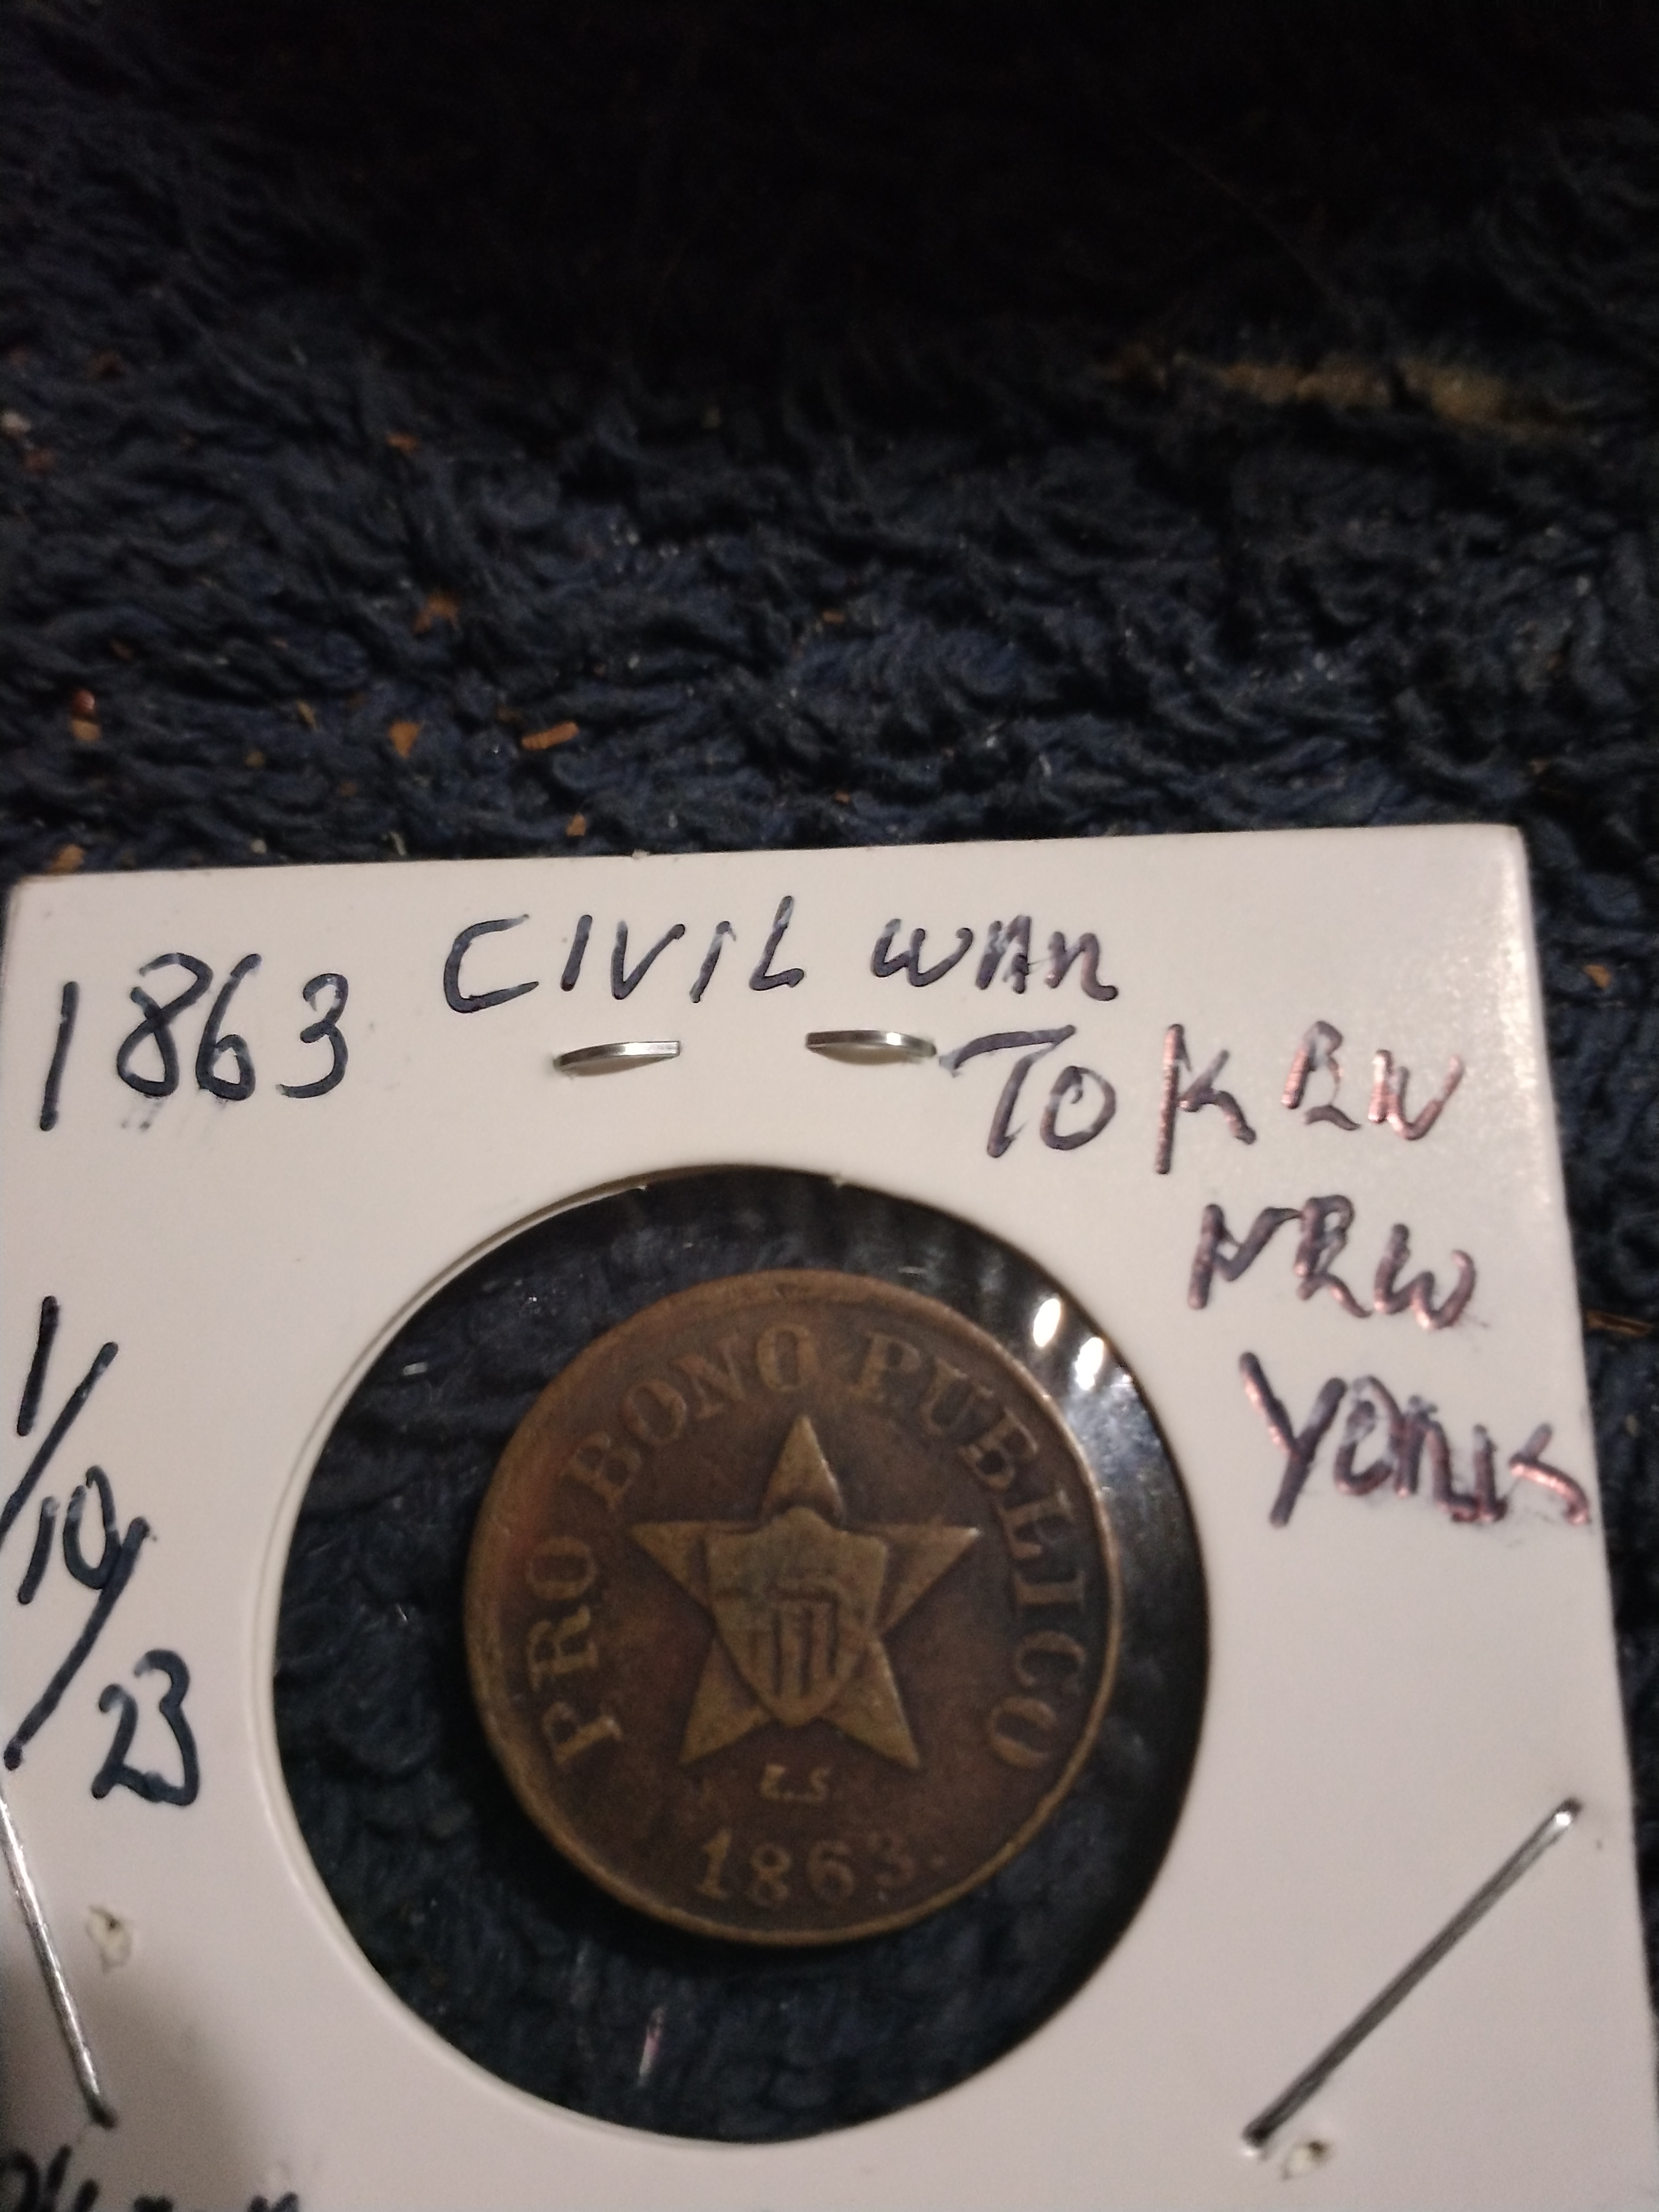 1863 CIVIL WAR
TOKEN
NEW
YORK
1/10/23
PRO BONO PUBLICO
E.S
1863.